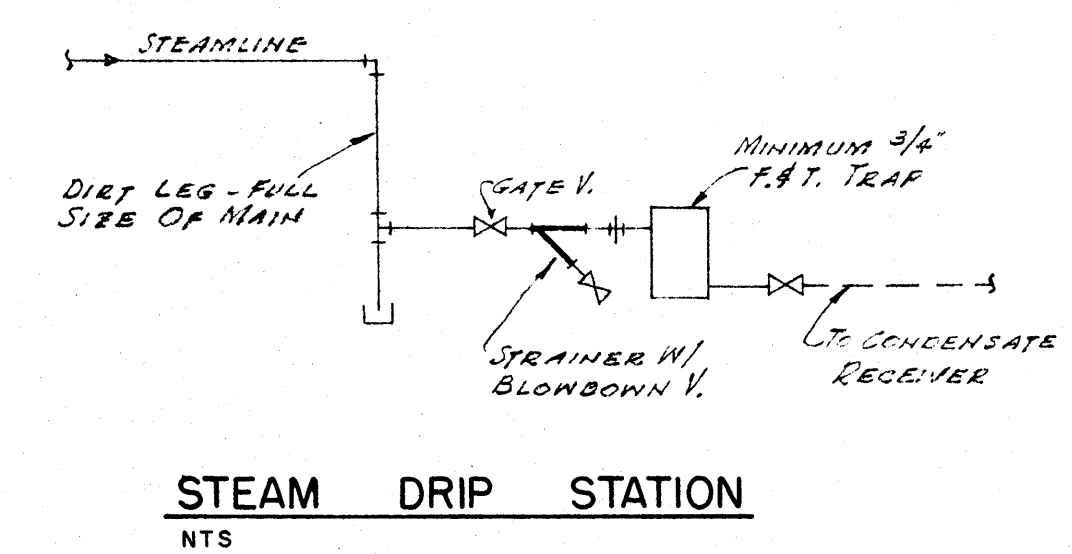 STEAMLINE
DIRT LEG - FULL
SIZE OF MAIN
GATE V.
MINIMUM 3/4"
F.&T. TRAP
STRAINER W/
BLOWDOWN V.
TO CONDENSATE
RECEIVER
STEAM DRIP STATION
NTS